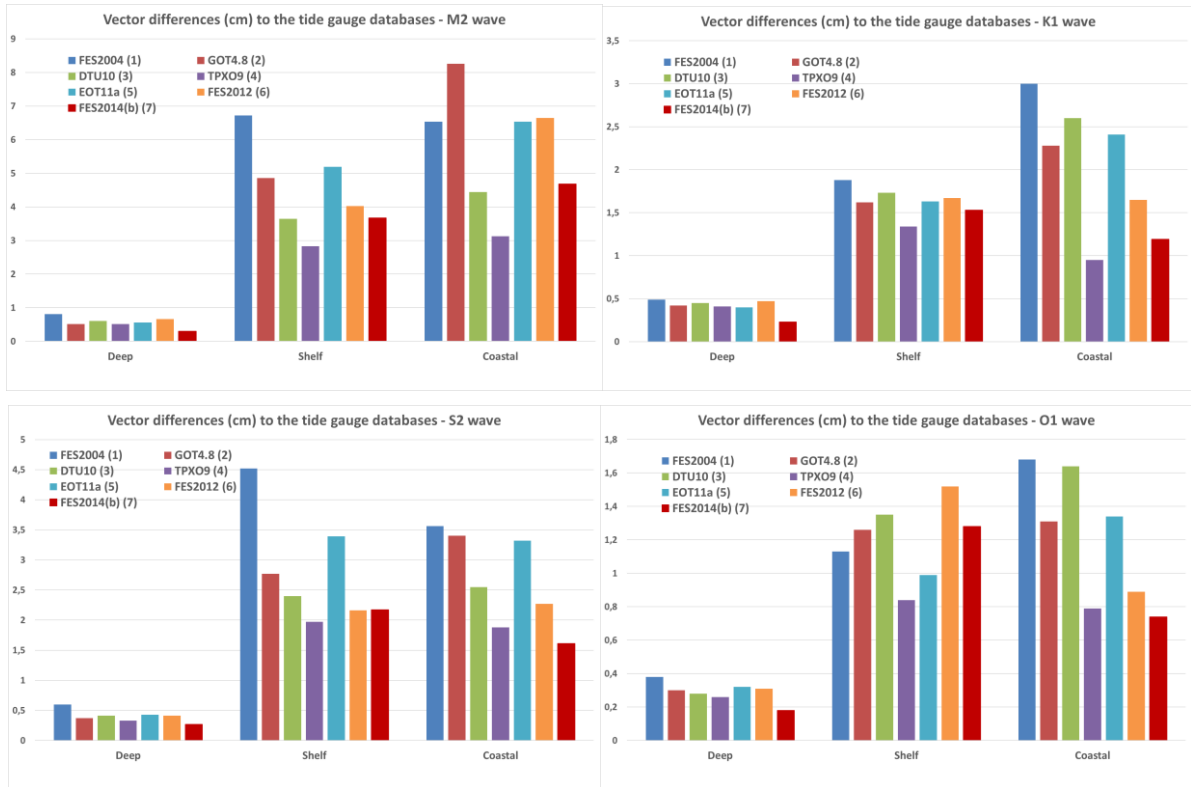 Vector differences (cm) to the tide gauge databases - M2 wave
9
8
7
6
5
4
3
2
1
0
FES2004 (1) GOT4.8 (2)
DTU10 (3) TPXO9 (4)
EOT11a (5) FES2012 (6)
FES2014(b) (7)
Deep Shelf Coastal
Vector differences (cm) to the tide gauge databases - K1 wave
3,5
3
2,5
2
1,5
1
0,5
0
FES2004 (1) GOT4.8 (2)
DTU10 (3) TPXO9 (4)
EOT11a (5) FES2012 (6)
FES2014(b) (7)
Deep Shelf Coastal
Vector differences (cm) to the tide gauge databases - S2 wave
5
4,5
4
3,5
3
2,5
2
1,5
1
0,5
0
FES2004 (1) GOT4.8 (2)
DTU10 (3) TPXO9 (4)
EOT11a (5) FES2012 (6)
FES2014(b) (7)
Deep Shelf Coastal
Vector differences (cm) to the tide gauge databases - O1 wave
1,8
1,6
1,4
1,2
1
0,8
0,6
0,4
0,2
0
FES2004 (1) GOT4.8 (2)
DTU10 (3) TPXO9 (4)
EOT11a (5) FES2012 (6)
FES2014(b) (7)
Deep Shelf Coastal